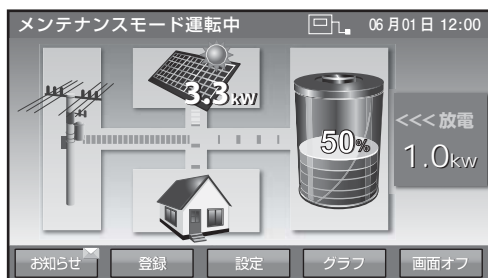 メンテナンスモード運転中 06月01日 12:00
3.3kw
50%
<<< 放電
1.0kw
お知らせ 登録 設定 グラフ 画面オフ